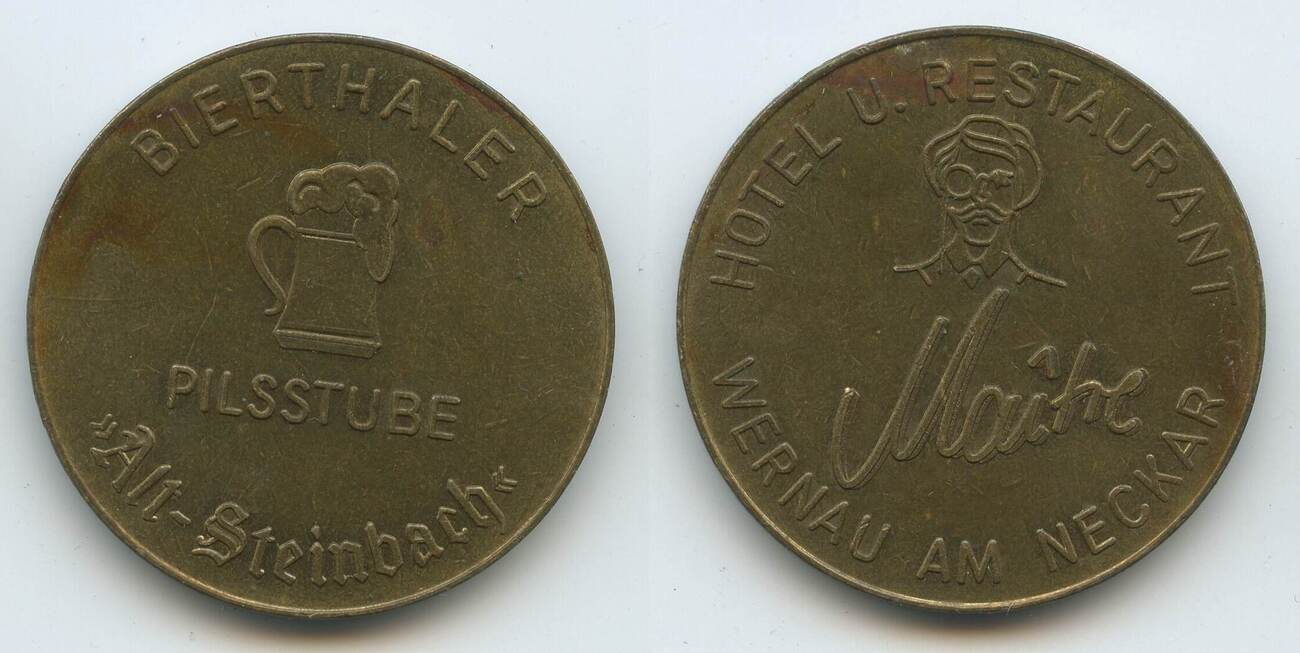 BIERTHALER
PILSSTUBE
»Alt-Steinbach«
HOTEL U. RESTAURANT
Maître
WERNAU AM NECKAR